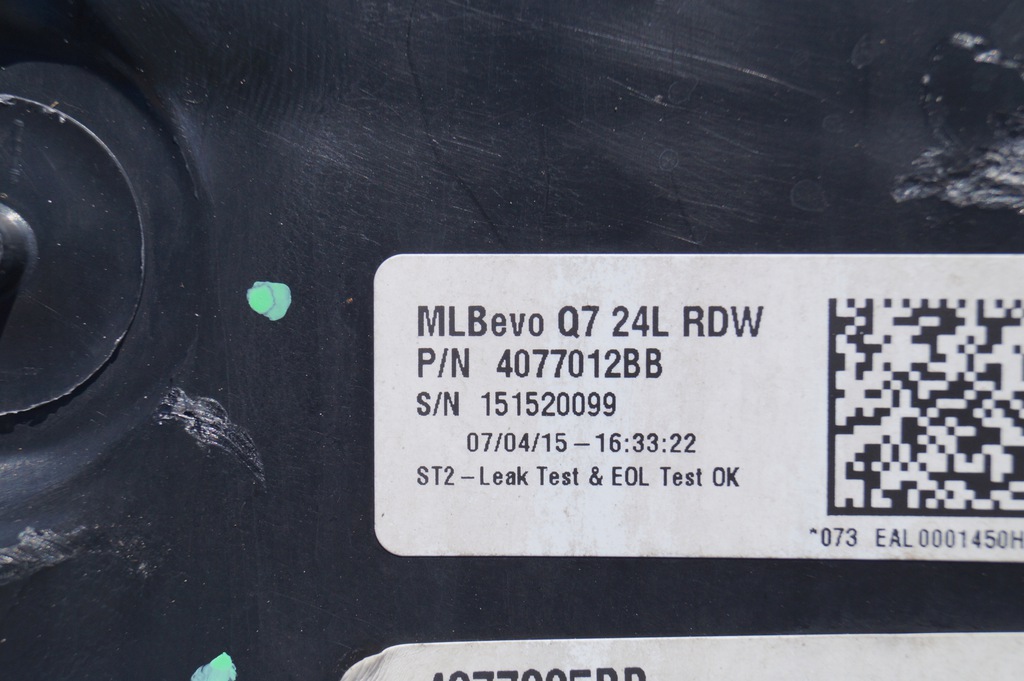 MLBevo Q7 24L RDW
P/N 4077012BB
S/N 151520099
07/04/15-16:33:22
ST2-Leak Test & EOL Test OK
*073 EAL0001450H